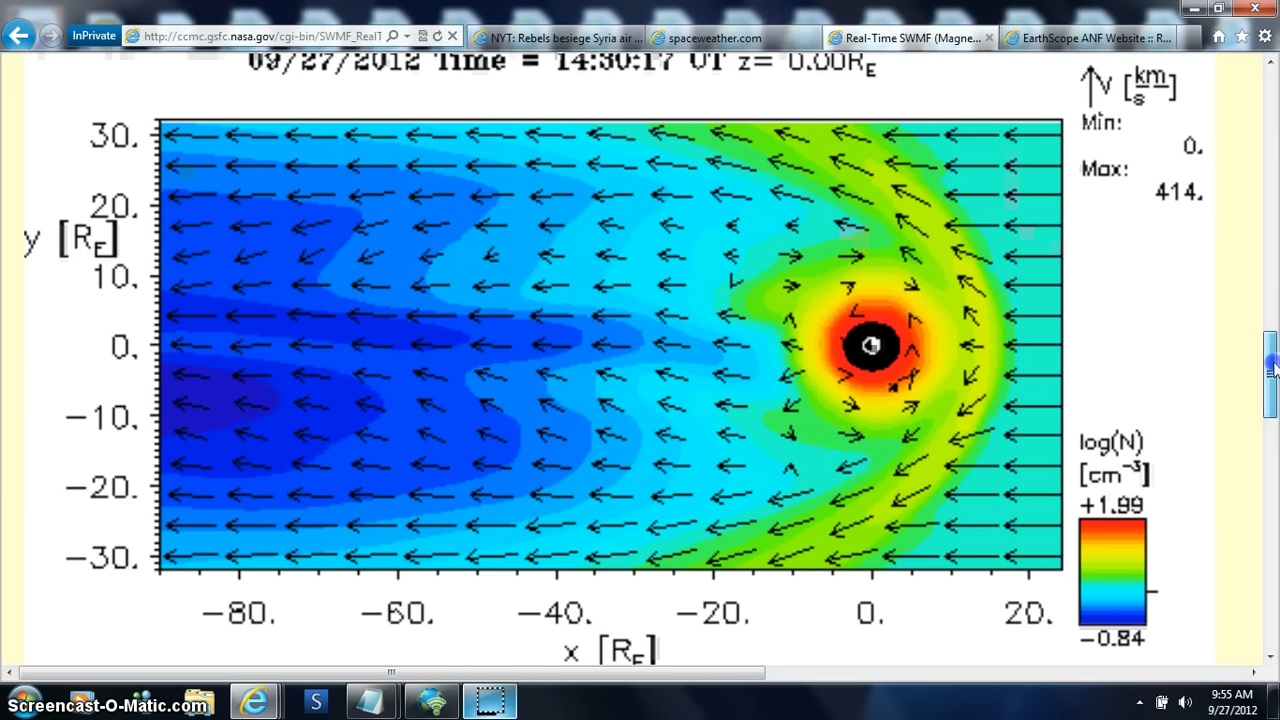 InPrivate
http://ccmc.gsfc.nasa.gov/cgi-bin/SWMF_RealT
NYT: Rebels besiege Syria air ...
spaceweather.com
Real-Time SWMF (Magne...
EarthScope ANF Website :: R...
09/27/2012 Time = 14:30:17 UT z= 0.00RE
V [km/s]
Min:
0.
Max:
414.
30.
20.
y [RE]
10.
0.
−10.
−20.
−30.
−80. −60. −40. −20. 0. 20.
x [RE]
log(N)
[cm−3]
+1.99
−0.84
S
Screencast-O-Matic.com
9:55 AM
9/27/2012